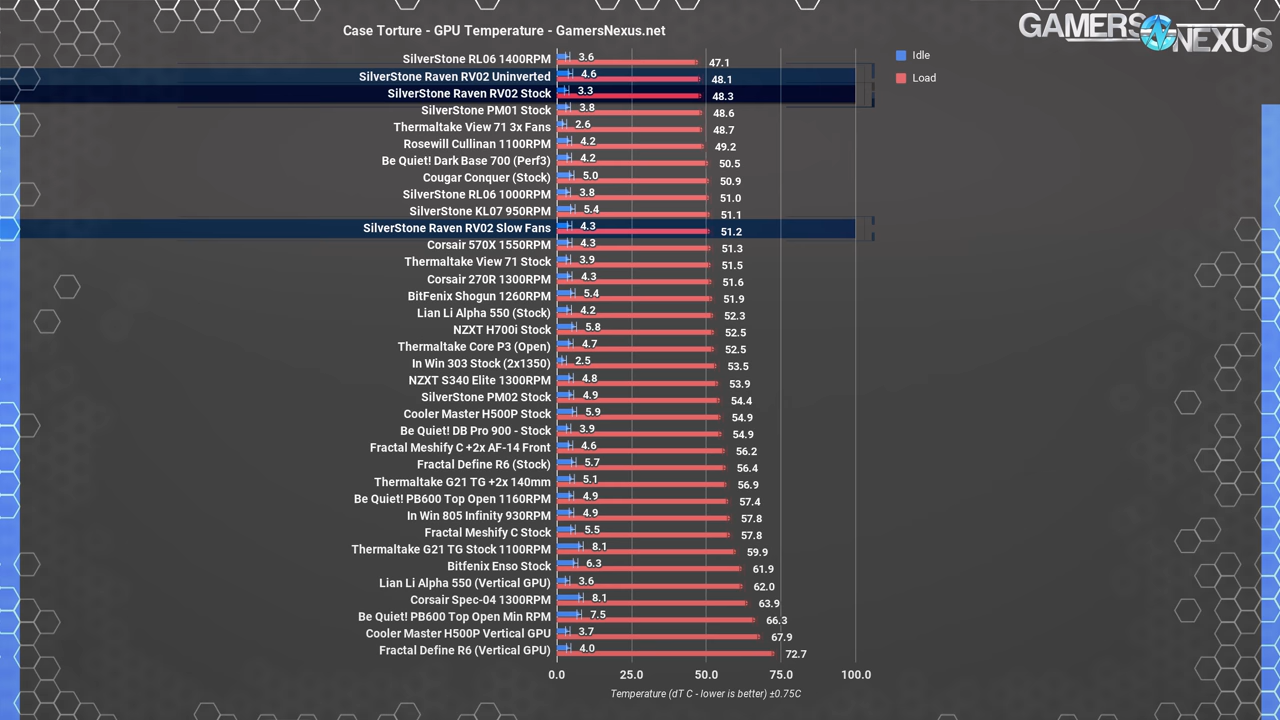 Case Torture - GPU Temperature - GamersNexus.net
GAMERS NEXUS
Idle
Load
SilverStone RL06 1400RPM 3.6 47.1
SilverStone Raven RV02 Uninverted 4.6 48.1
SilverStone Raven RV02 Stock 3.3 48.3
SilverStone PM01 Stock 3.8 48.6
Thermaltake View 71 3x Fans 2.6 48.7
Rosewill Cullinan 1100RPM 4.2 49.2
Be Quiet! Dark Base 700 (Perf3) 4.2 50.5
Cougar Conquer (Stock) 5.0 50.9
SilverStone RL06 1000RPM 3.8 51.0
SilverStone KL07 950RPM 5.4 51.1
SilverStone Raven RV02 Slow Fans 4.3 51.2
Corsair 570X 1550RPM 4.3 51.3
Thermaltake View 71 Stock 3.9 51.5
Corsair 270R 1300RPM 4.3 51.6
BitFenix Shogun 1260RPM 5.4 51.9
Lian Li Alpha 550 (Stock) 4.2 52.3
NZXT H700i Stock 5.8 52.5
Thermaltake Core P3 (Open) 4.7 52.5
In Win 303 Stock (2x1350) 2.5 53.5
NZXT S340 Elite 1300RPM 4.8 53.9
SilverStone PM02 Stock 4.9 54.4
Cooler Master H500P Stock 5.9 54.9
Be Quiet! DB Pro 900 - Stock 3.9 54.9
Fractal Meshify C +2x AF-14 Front 4.6 56.2
Fractal Define R6 (Stock) 5.7 56.4
Thermaltake G21 TG +2x 140mm 5.1 56.9
Be Quiet! PB600 Top Open 1160RPM 4.9 57.4
In Win 805 Infinity 930RPM 4.9 57.8
Fractal Meshify C Stock 5.5 57.8
Thermaltake G21 TG Stock 1100RPM 8.1 59.9
Bitfenix Enso Stock 6.3 61.9
Lian Li Alpha 550 (Vertical GPU) 3.6 62.0
Corsair Spec-04 1300RPM 8.1 63.9
Be Quiet! PB600 Top Open Min RPM 7.5 66.3
Cooler Master H500P Vertical GPU 3.7 67.9
Fractal Define R6 (Vertical GPU) 4.0 72.7
0.0 25.0 50.0 75.0 100.0
Temperature (dT C - lower is better) ±0.75C